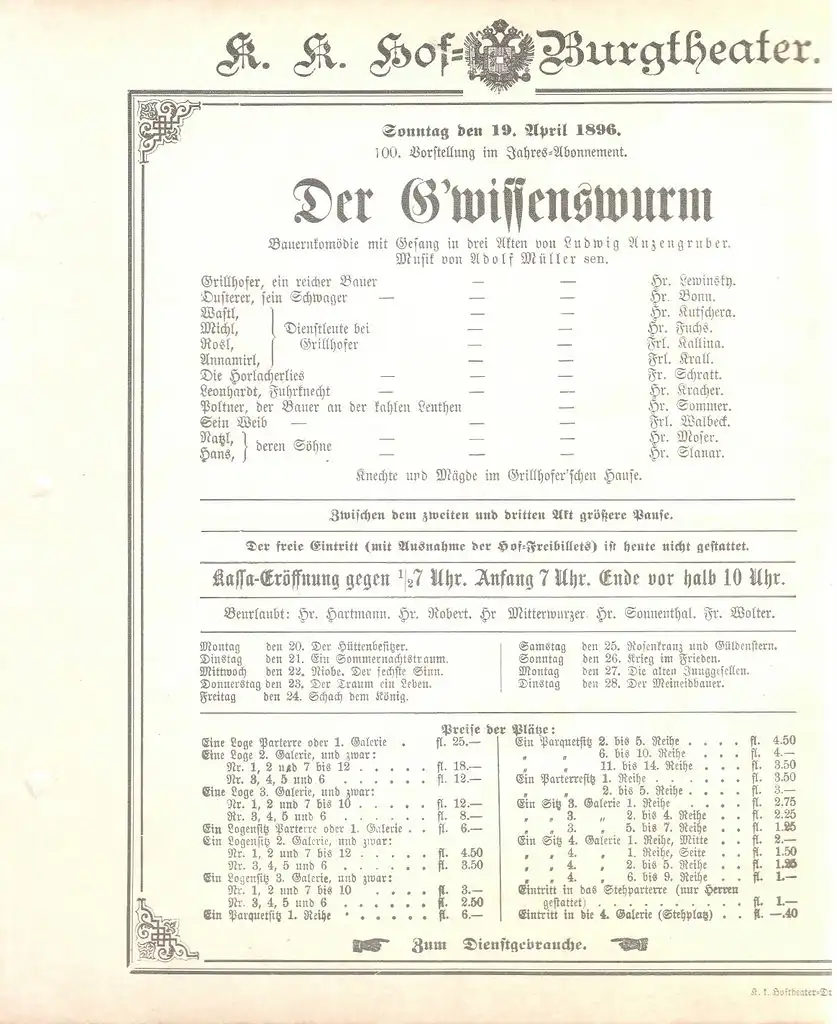 K. K. Hof-Burgtheater.
Sonntag den 19. April 1896.
100. Vorstellung im Jahres-Abonnement.
Der G'wissenswurm
Bauernkomödie mit Gesang in drei Akten von Ludwig Anzengruber.
Musik von Adolf Müller sen.
Grillhofer, ein reicher Bauer — — Hr. Lewinsky.
Dusterer, sein Schwager — — — Hr. Bonn.
Wastl, — — Hr. Kutschera.
Michl, } Dienstleute bei — — Hr. Fuchs.
Rosl, Grillhofer — — Frl. Kallina.
Annamirl, — — Frl. Krall.
Die Horlacherlies — — — Fr. Schratt.
Leonhardt, Fuhrknecht — — — Hr. Kracher.
Poltner, der Bauer an der kahlen Lenthen — Hr. Sommer.
Sein Weib — — — Frl. Walbeck.
Natzl, } deren Söhne — — — Hr. Moser.
Hans, — — — Hr. Slanar.
Knechte und Mägde im Grillhofer'schen Hause.
Zwischen dem zweiten und dritten Akt größere Pause.
Der freie Eintritt (mit Ausnahme der Hof-Freibillets) ist heute nicht gestattet.
Kassa-Eröffnung gegen 1/2 7 Uhr. Anfang 7 Uhr. Ende vor halb 10 Uhr.
Beurlaubt: Hr. Hartmann. Hr. Robert. Hr Mitterwurzer Hr. Sonnenthal. Fr. Wolter.
Montag den 20. Der Hüttenbesitzer.
Dinstag den 21. Ein Sommernachtstraum.
Mittwoch den 22. Niobe. Der sechste Sinn.
Donnerstag den 23. Der Traum ein Leben.
Freitag den 24. Schach dem König.
Samstag den 25. Rosenkranz und Güldenstern.
Sonntag den 26. Krieg im Frieden.
Montag den 27. Die alten Junggesellen.
Dinstag den 28. Der Meineidbauer.
Preise der Plätze:
Eine Loge Parterre oder 1. Galerie . fl. 25.—
Eine Loge 2. Galerie, und zwar:
Nr. 1, 2 und 7 bis 12 . . . . . fl. 18.—
Nr. 3, 4, 5 und 6 . . . . . . fl. 12.—
Eine Loge 3. Galerie, und zwar:
Nr. 1, 2 und 7 bis 10 . . . . . fl. 12.—
Nr. 3, 4, 5 und 6 . . . . . . fl. 8.—
Ein Logensitz Parterre oder 1. Galerie . . fl. 6.—
Ein Logensitz 2. Galerie, und zwar:
Nr. 1, 2 und 7 bis 12 . . . . . fl. 4.50
Nr. 3, 4, 5 und 6 . . . . . . fl. 3.50
Ein Logensitz 3. Galerie, und zwar:
Nr. 1, 2 und 7 bis 10 . . . . fl. 3.—
Nr. 3, 4, 5 und 6 . . . . . . fl. 2.50
Ein Parquetsitz 1. Reihe . . . . . . fl. 6.—
Ein Parquetsitz 2. bis 5. Reihe . . . . fl. 4.50
„ „ 6. bis 10. Reihe . . . fl. 4.—
„ „ 11. bis 14. Reihe . . . fl. 3.50
Ein Parterresitz 1. Reihe . . . . . . fl. 3.50
„ „ 2. bis 5. Reihe . . . . fl. 3.—
Ein Sitz 3. Galerie 1. Reihe . . . . fl. 2.75
„ „ 3. „ 2. bis 4. Reihe . . fl. 2.25
„ „ 3. „ 5. bis 7. Reihe . . fl. 1.25
Ein Sitz 4. Galerie 1. Reihe, Mitte . . fl. 2.—
„ „ 4. „ 1. Reihe, Seite . . fl. 1.50
„ „ 4. „ 2. bis 5. Reihe . . fl. 1.25
„ „ 4. „ 6. bis 9. Reihe . . fl. 1.—
Eintritt in das Stehparterre (nur Herren
gestattet) . . . . . . . . . . fl. 1.—
Eintritt in die 4. Galerie (Stehplatz) . . fl. —.40
Zum Dienstgebrauche.
K. k. Hoftheater-Dr